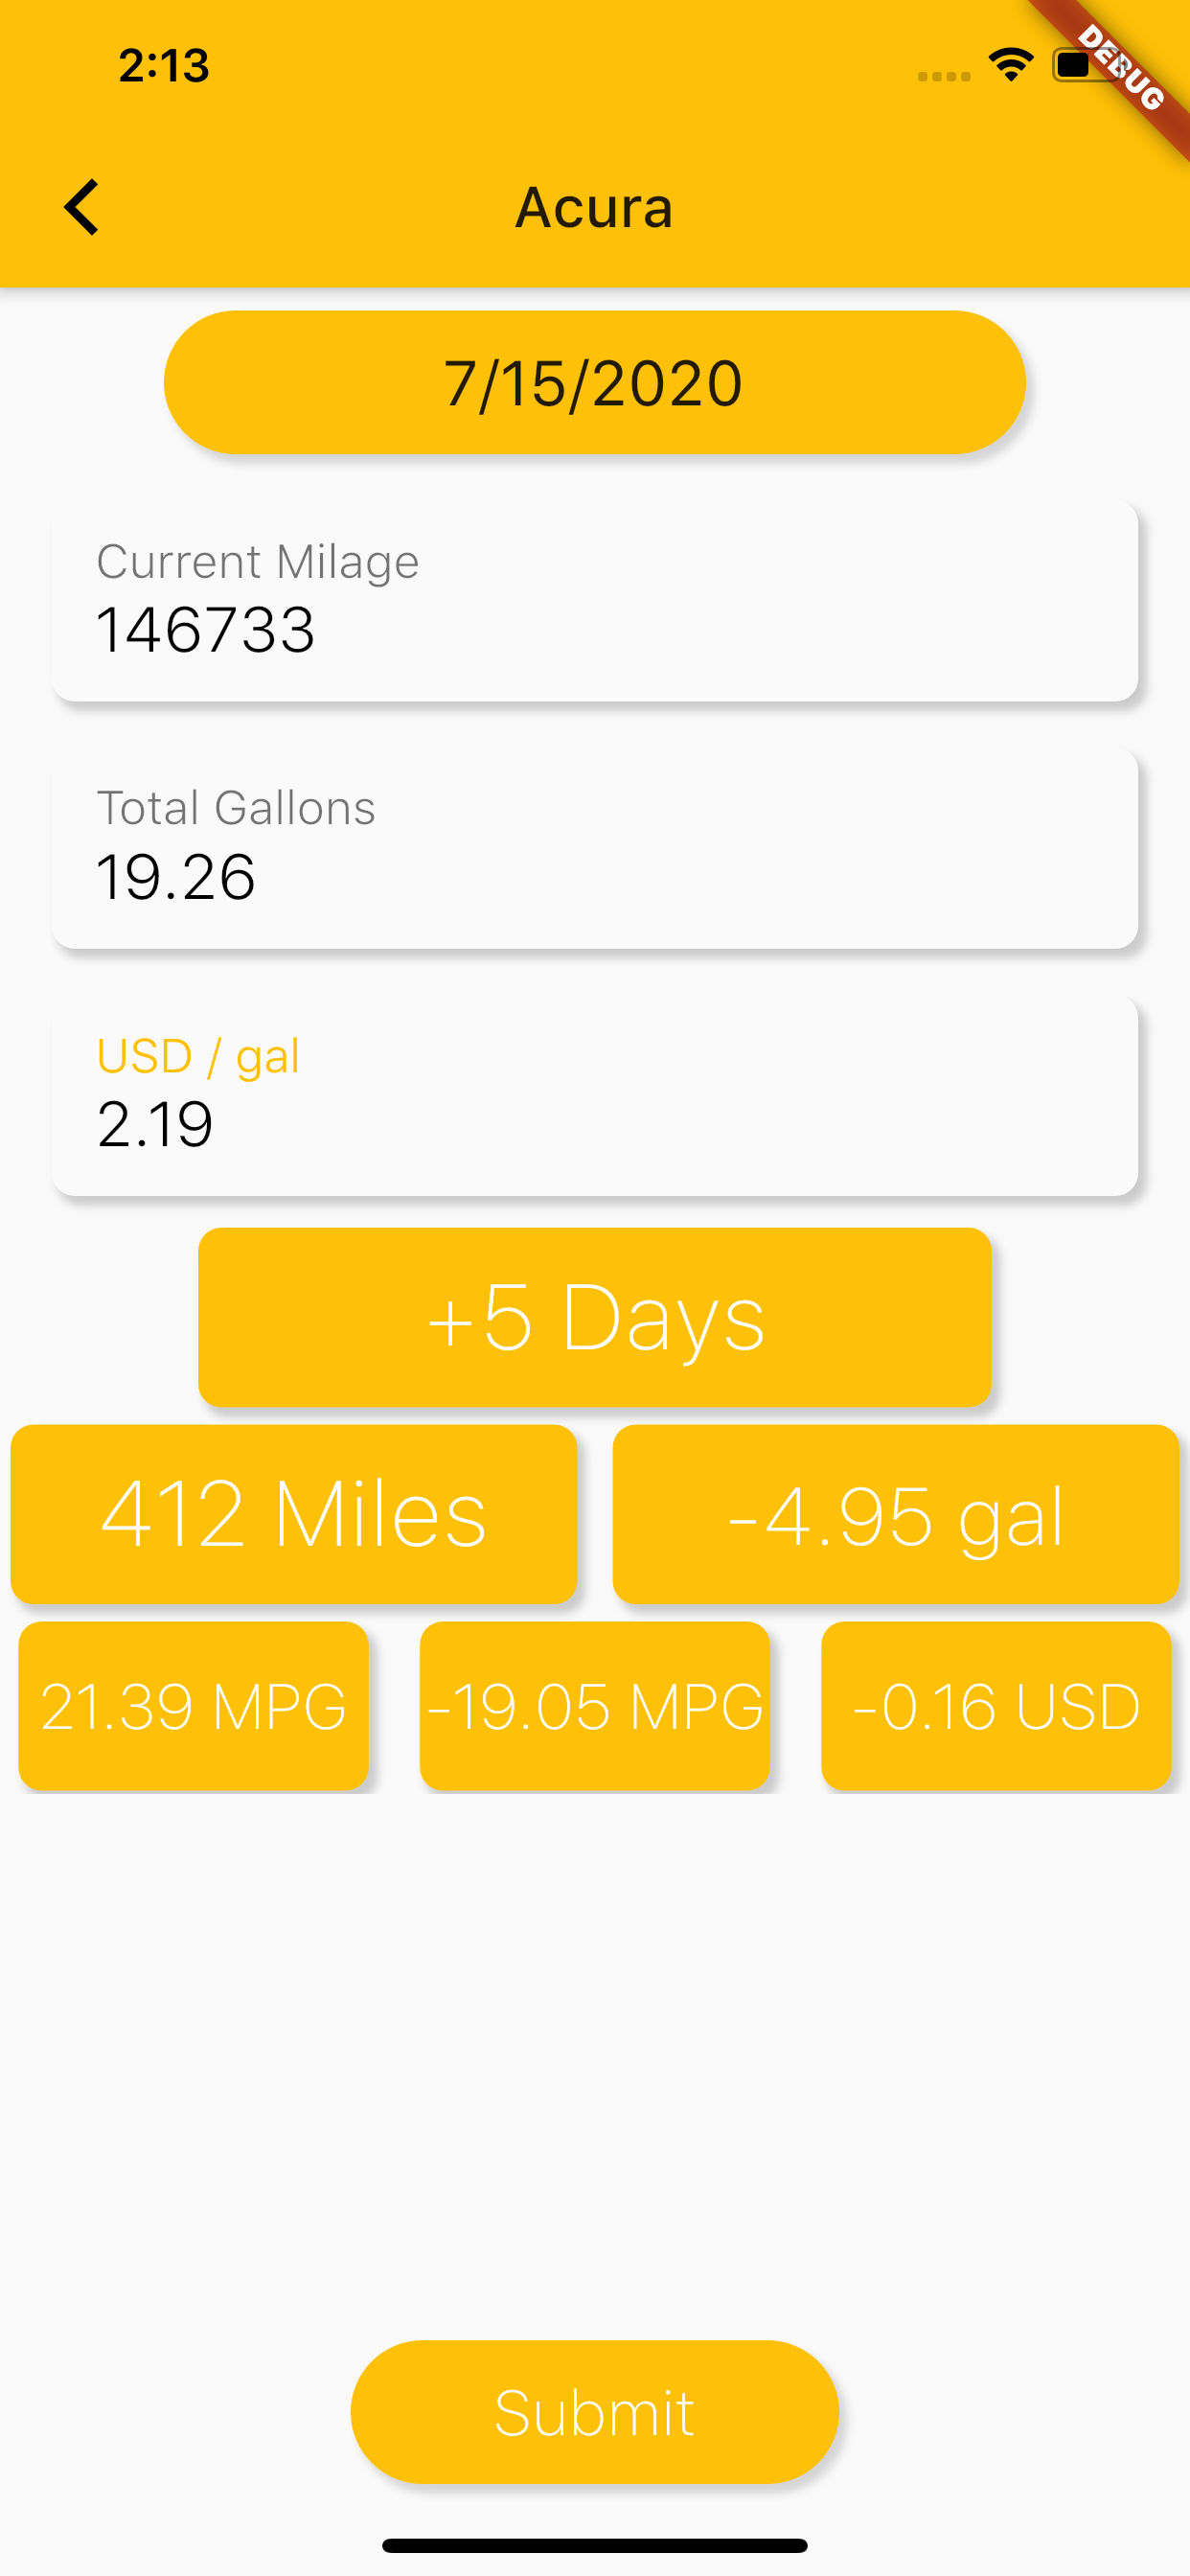 2:13
DEBUG
Acura
7/15/2020
Current Milage
146733
Total Gallons
19.26
USD / gal
2.19
+5 Days
412 Miles
-4.95 gal
21.39 MPG
-19.05 MPG
-0.16 USD
Submit